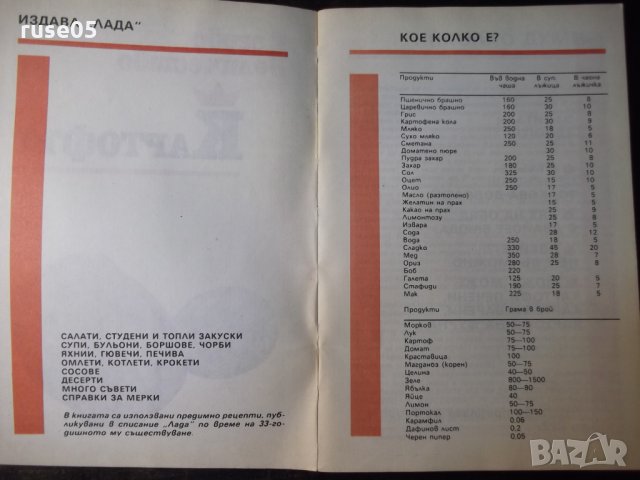 ruse05
ИЗДАВА „ЛАДА“
САЛАТИ, СТУДЕНИ И ТОПЛИ ЗАКУСКИ
СУПИ, БУЛЬОНИ, БОРШОВЕ, ЧОРБИ
ЯХНИИ, ГЮВЕЧИ, ПЕЧИВА
ОМЛЕТИ, КОТЛЕТИ, КРОКЕТИ
СОСОВЕ
ДЕСЕРТИ
МНОГО СЪВЕТИ
СПРАВКИ ЗА МЕРКИ
В книгата са използвани предимно рецепти, пуб-
ликувани в списание „Лада“ по време на 33-го-
дишното му съществуване.
КОЕ КОЛКО Е?
Продукти Във водна чаша В суп. лъжица В чаена лъжичка
Пшенично брашно 160 25 8
Царевично брашно 160 30 10
Грис 200 25 8
Картофена кола 200 30 9
Мляко 250 18 5
Сухо мляко 120 20 6
Сметана 250 25 11
Доматено пюре 30 10
Пудра захар 200 25 8
Захар 180 25 10
Сол 325 30 10
Оцет 250 15 10
Олио 250 17 5
Масло (разтопено) 17 5
Желатин на прах 15 5
Какао на прах 25 9
Лимонтозу 25 8
Извара 17 5
Сода 28 12
Вода 250 18 5
Сладко 330 45 20
Мед 350 28 7
Ориз 280 25 8
Боб 220
Галета 125 20 5
Стафиди 190 25 7
Мак 225 18 5
Продукти Грама в брой
Морков 50—75
Лук 50—75
Картоф 75—100
Домат 75—100
Краставица 100
Магданоз (корен) 50—75
Целина 40—50
Зеле 800—1500
Ябълка 80—90
Яйце 40
Лимон 50—75
Портокал 100—150
Карамфил 0,06
Дафинов лист 0,2
Черен пипер 0,05
BAZAR